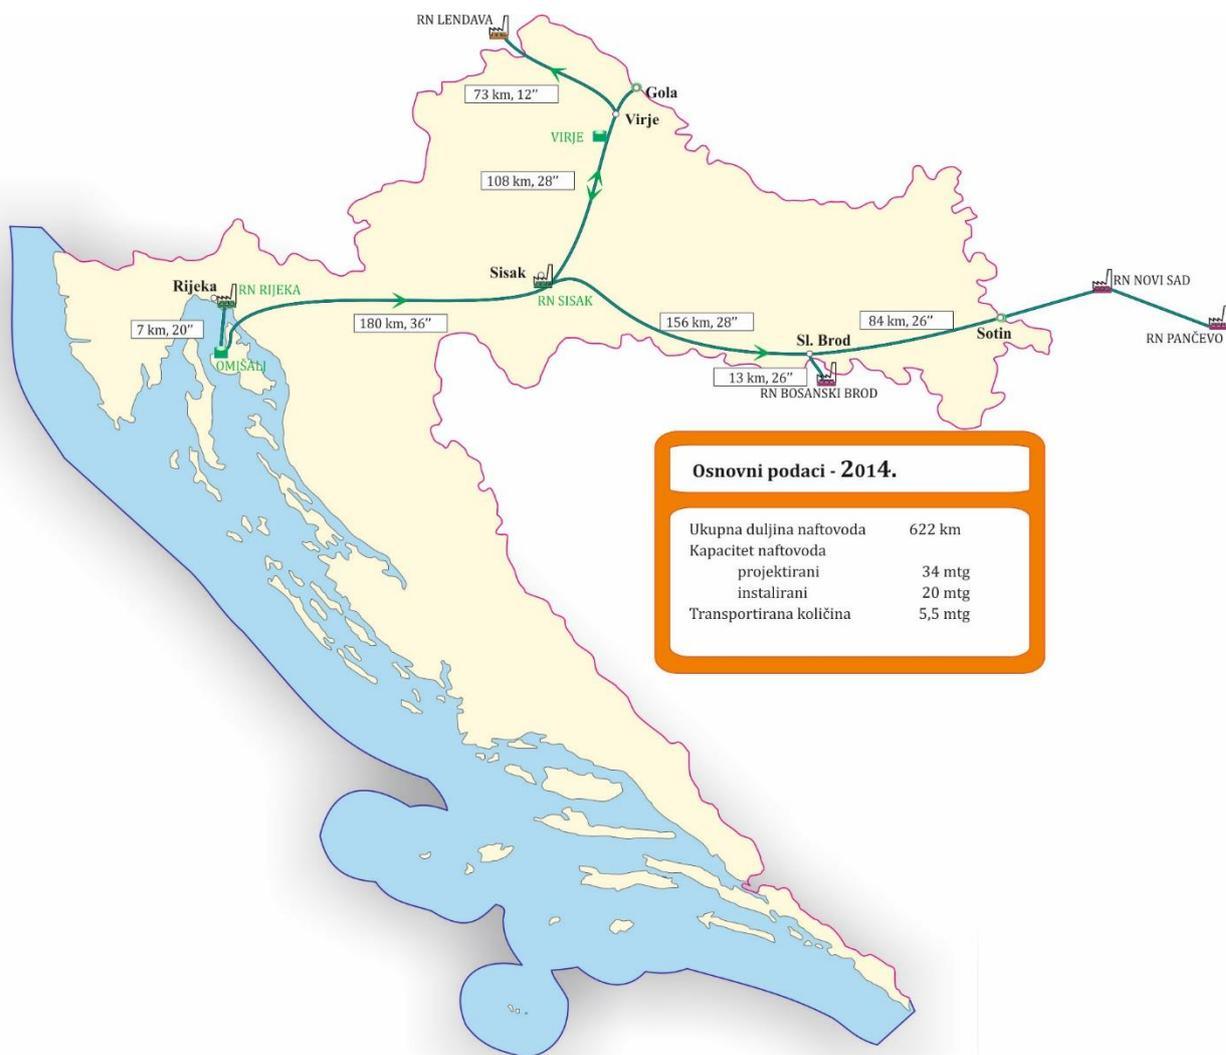 RN LENDAVA
73 km, 12’’
Gola
Virje
VIRJE
108 km, 28’’
Sisak
RN SISAK
Rijeka
RN RIJEKA
7 km, 20’’
OMIŠALJ
180 km, 36’’
156 km, 28’’
84 km, 26’’
Sl. Brod
13 km, 26’’
RN BOSANSKI BROD
Sotin
RN NOVI SAD
RN PANČEVO
Osnovni podaci - 2014.
Ukupna duljina naftovoda 622 km
Kapacitet naftovoda
projektirani 34 mtg
instalirani 20 mtg
Transportirana količina 5,5 mtg